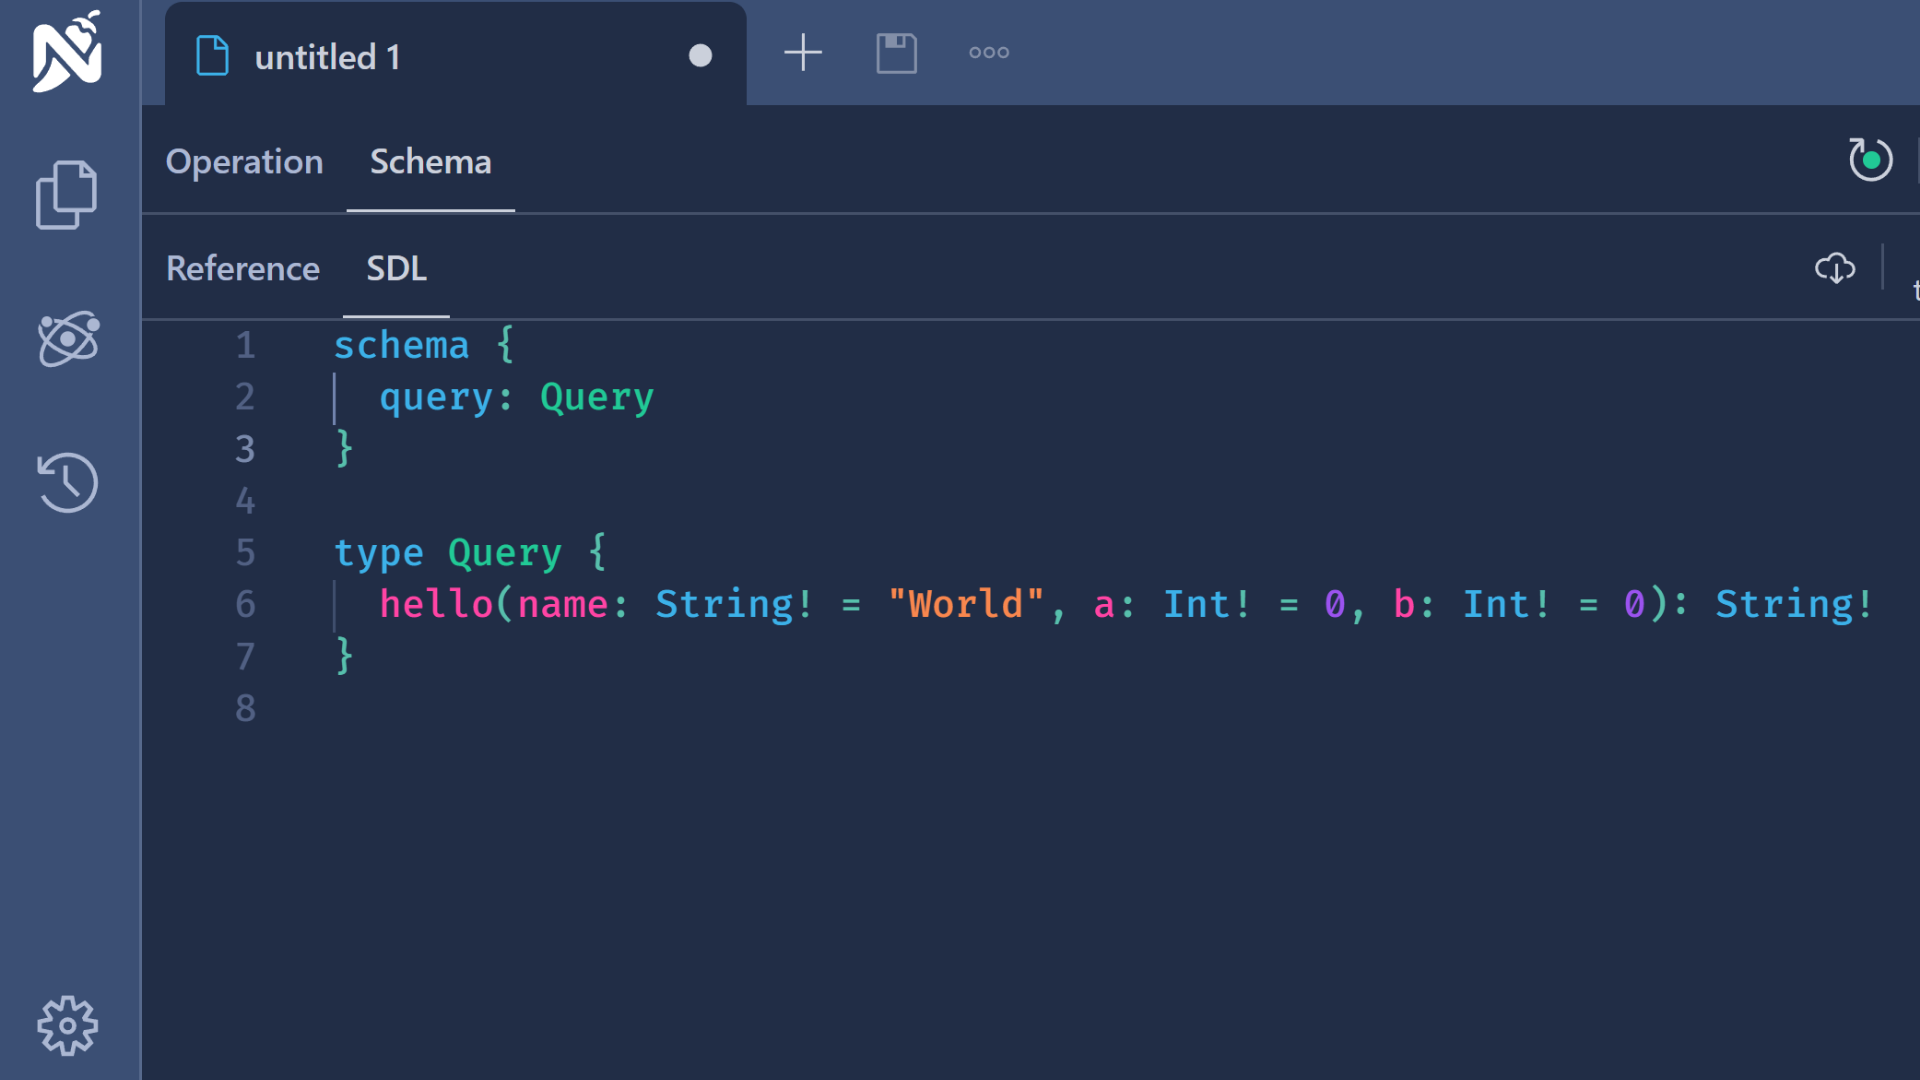 untitled 1
Operation Schema
Reference SDL
1 schema {
2 query: Query
3 }
4
5 type Query {
6 hello(name: String! = "World", a: Int! = 0, b: Int! = 0): String!
7 }
8